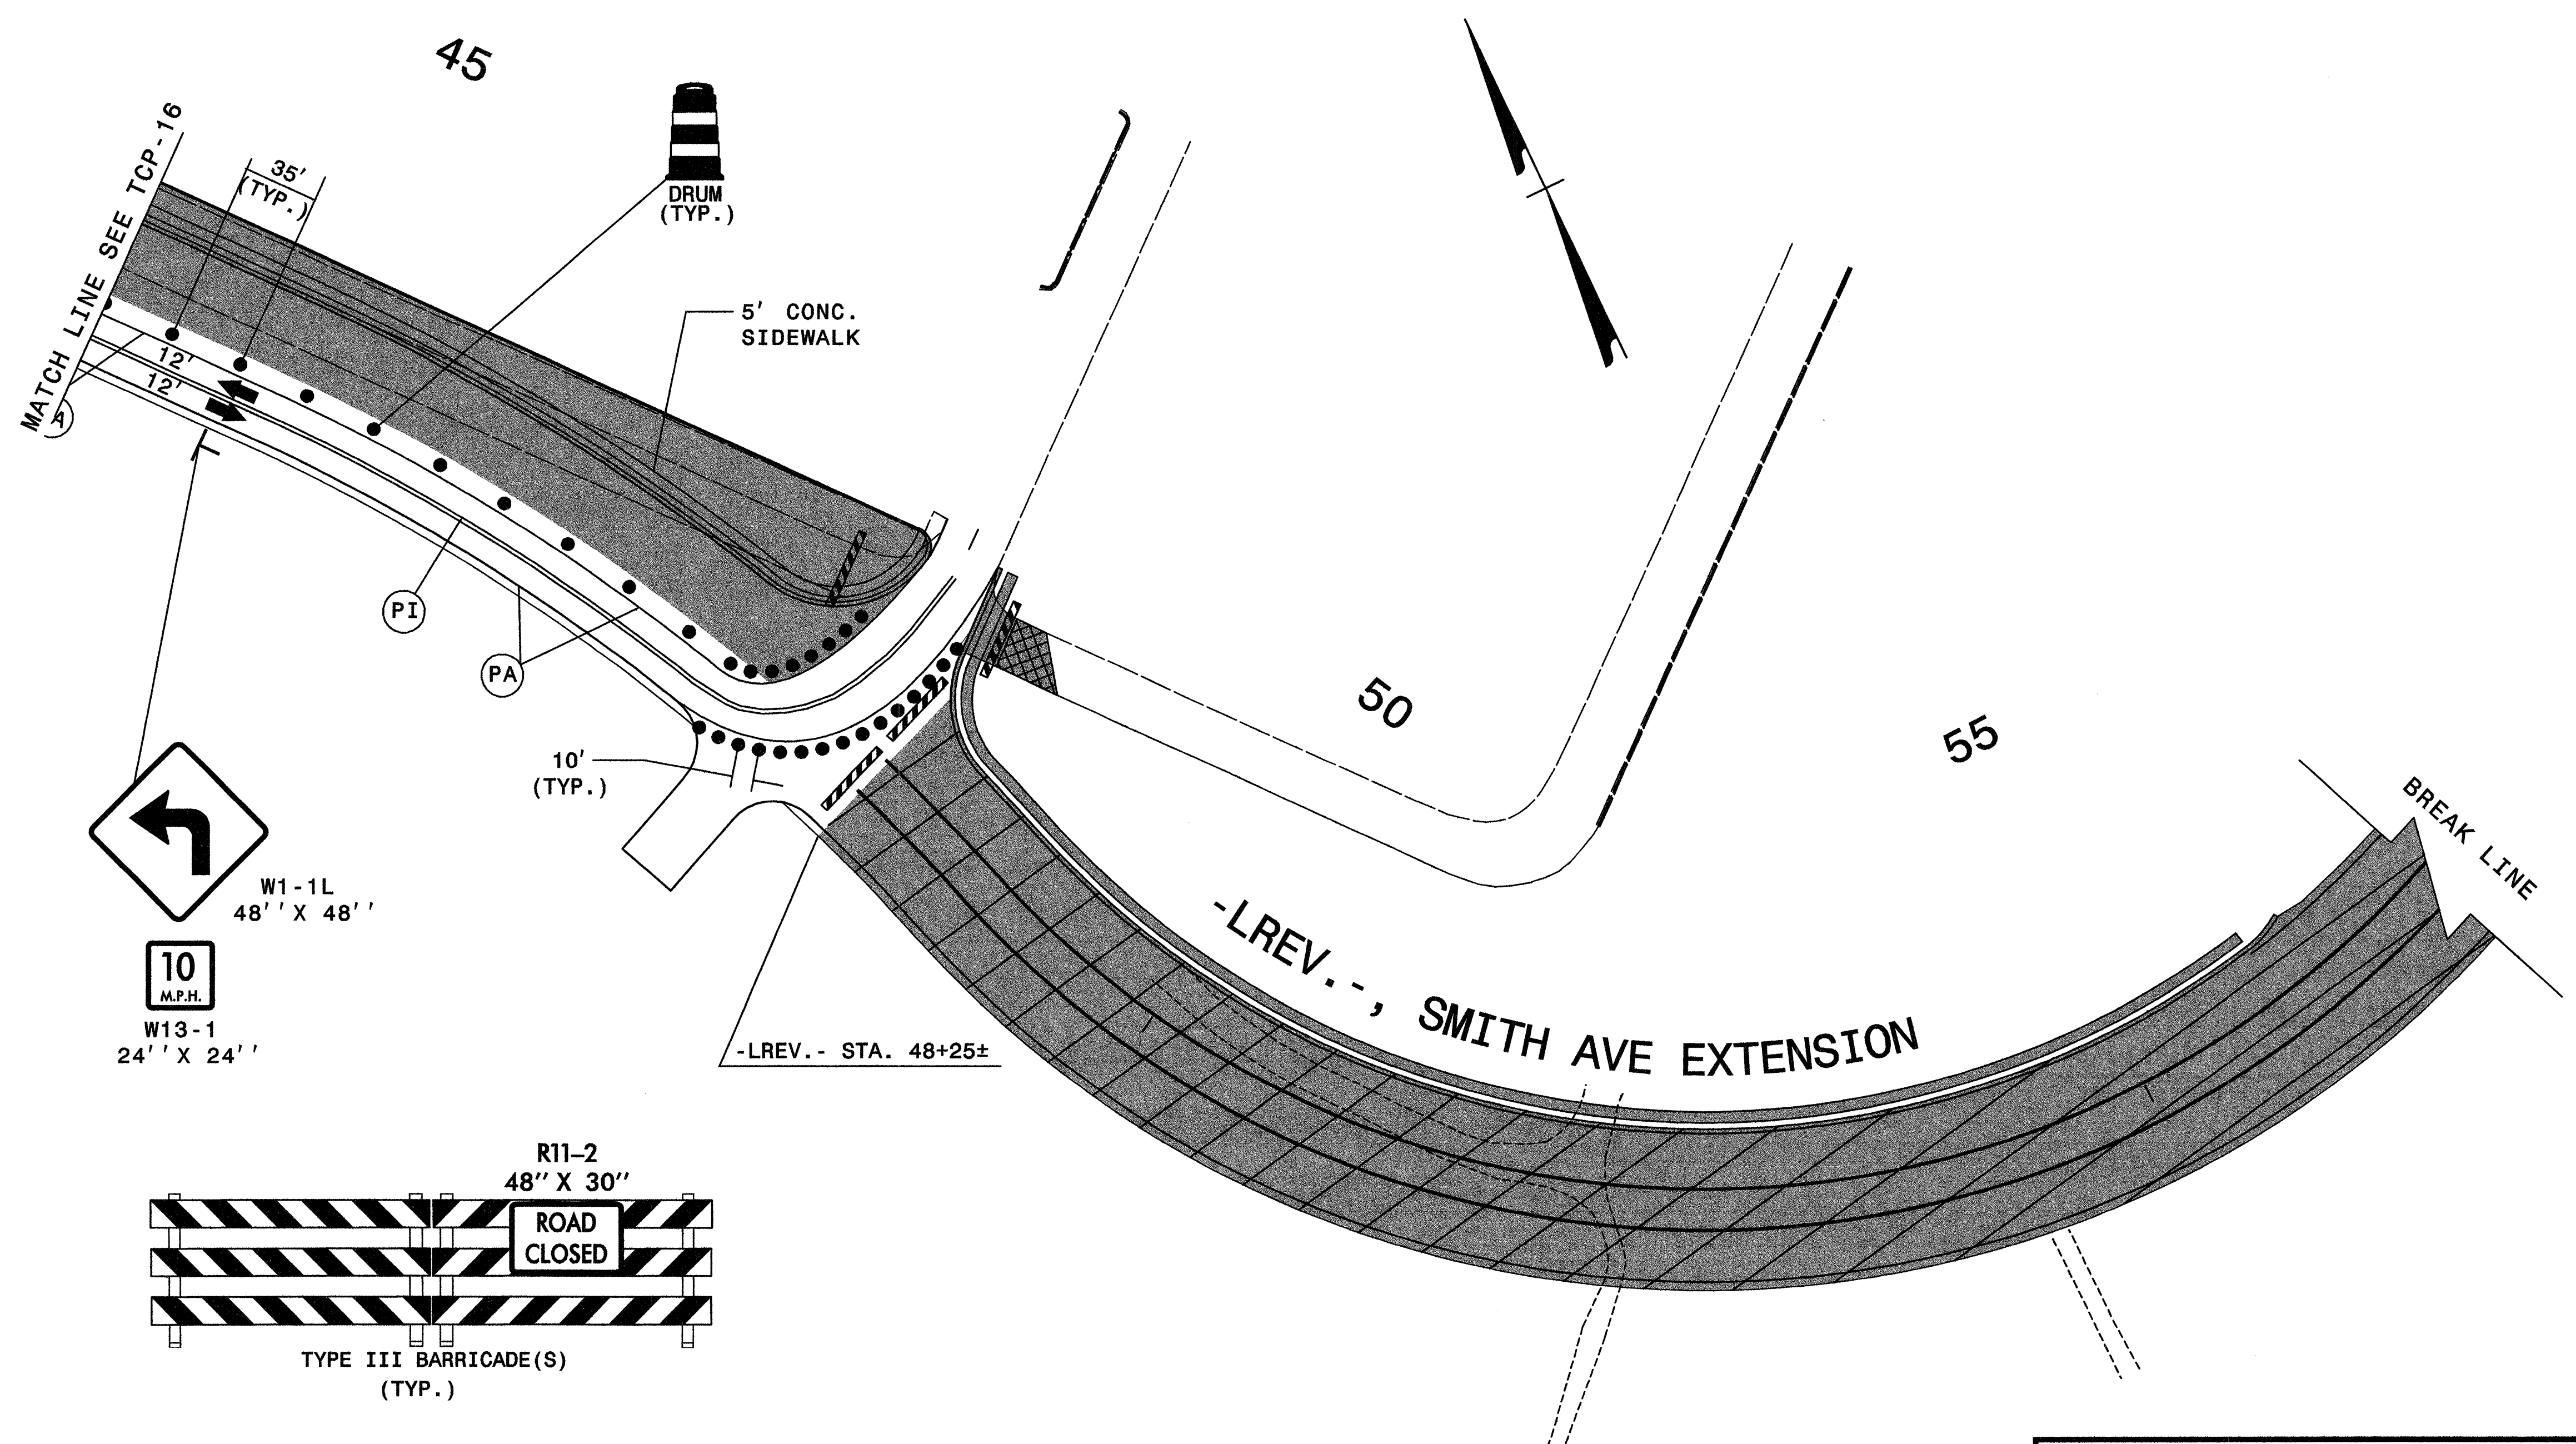 45
MATCH LINE SEE TCP-16
35'
(TYP.)
DRUM
(TYP.)
5' CONC.
SIDEWALK
12'
12'
A
PI
PA
10'
(TYP.)
50
55
BREAK LINE
W1-1L
48''X 48''
10
M.P.H.
W13-1
24''X 24''
-LREV.-, SMITH AVE EXTENSION
-LREV.- STA. 48+25±
R11–2
48" X 30"
ROAD
CLOSED
TYPE III BARRICADE(S)
(TYP.)